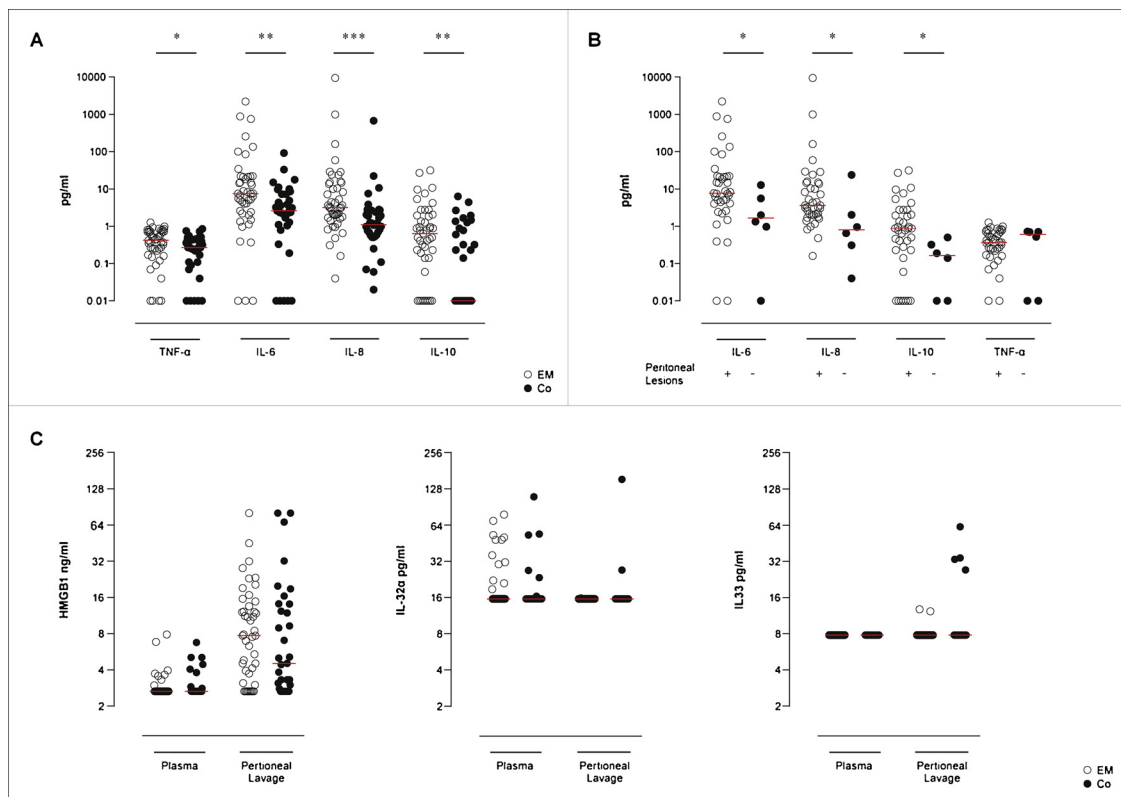 A
* ** *** **
10000
1000
100
10
1
0.1
0.01
pg/ml
TNF-α IL-6 IL-8 IL-10
EM
Co
B
* * *
10000
1000
100
10
1
0.1
0.01
pg/ml
IL-6 IL-8 IL-10 TNF-α
Peritoneal
Lesions
+ - + - + - + -
C
256
128
64
32
16
8
4
2
HMGB1 ng/ml
Plasma Pertioneal
Lavage
256
128
64
32
16
8
4
2
IL-32α pg/ml
Plasma Pertioneal
Lavage
256
128
64
32
16
8
4
2
IL33 pg/ml
Plasma Pertioneal
Lavage
EM
Co